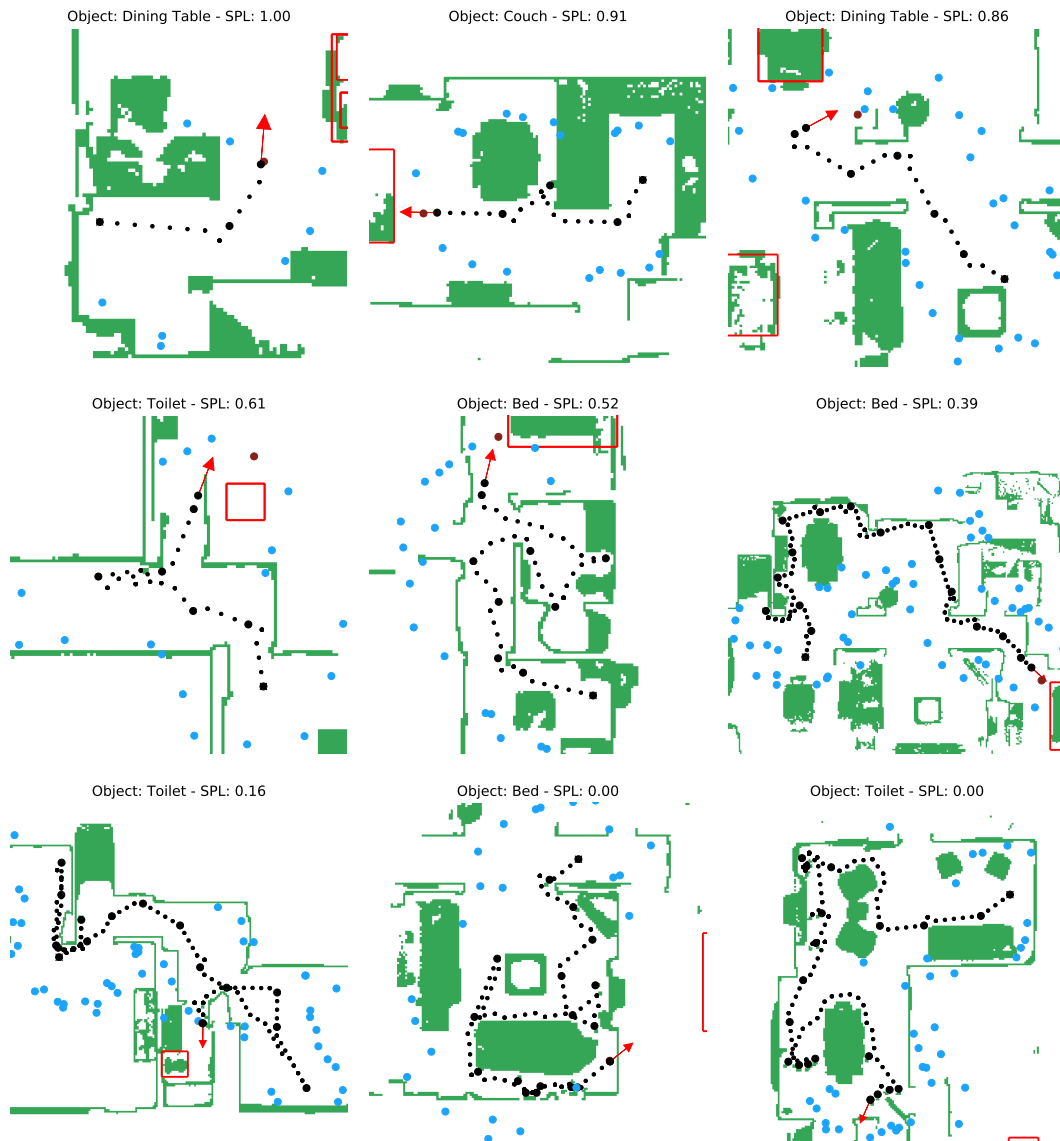 Object: Dining Table - SPL: 1.00
Object: Couch - SPL: 0.91
Object: Dining Table - SPL: 0.86
Object: Toilet - SPL: 0.61
Object: Bed - SPL: 0.52
Object: Bed - SPL: 0.39
Object: Toilet - SPL: 0.16
Object: Bed - SPL: 0.00
Object: Toilet - SPL: 0.00